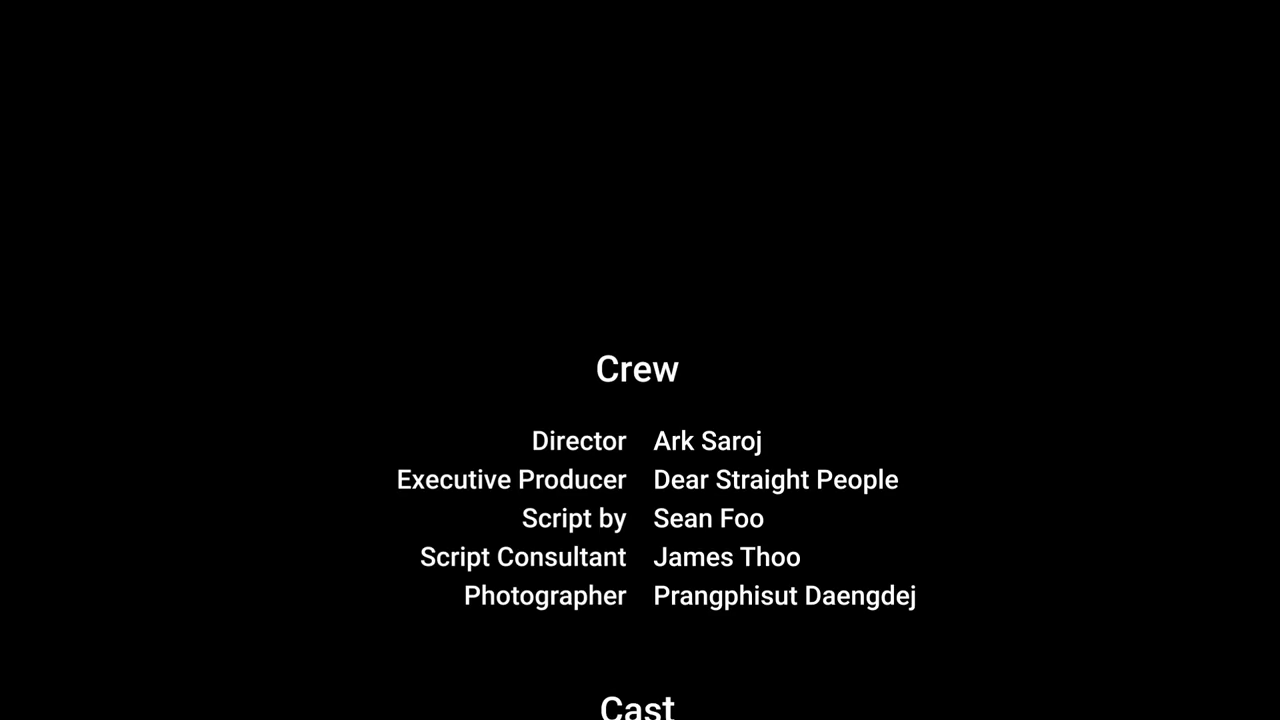 Crew
Director Ark Saroj
Executive Producer Dear Straight People
Script by Sean Foo
Script Consultant James Thoo
Photographer Prangphisut Daengdej
Cast